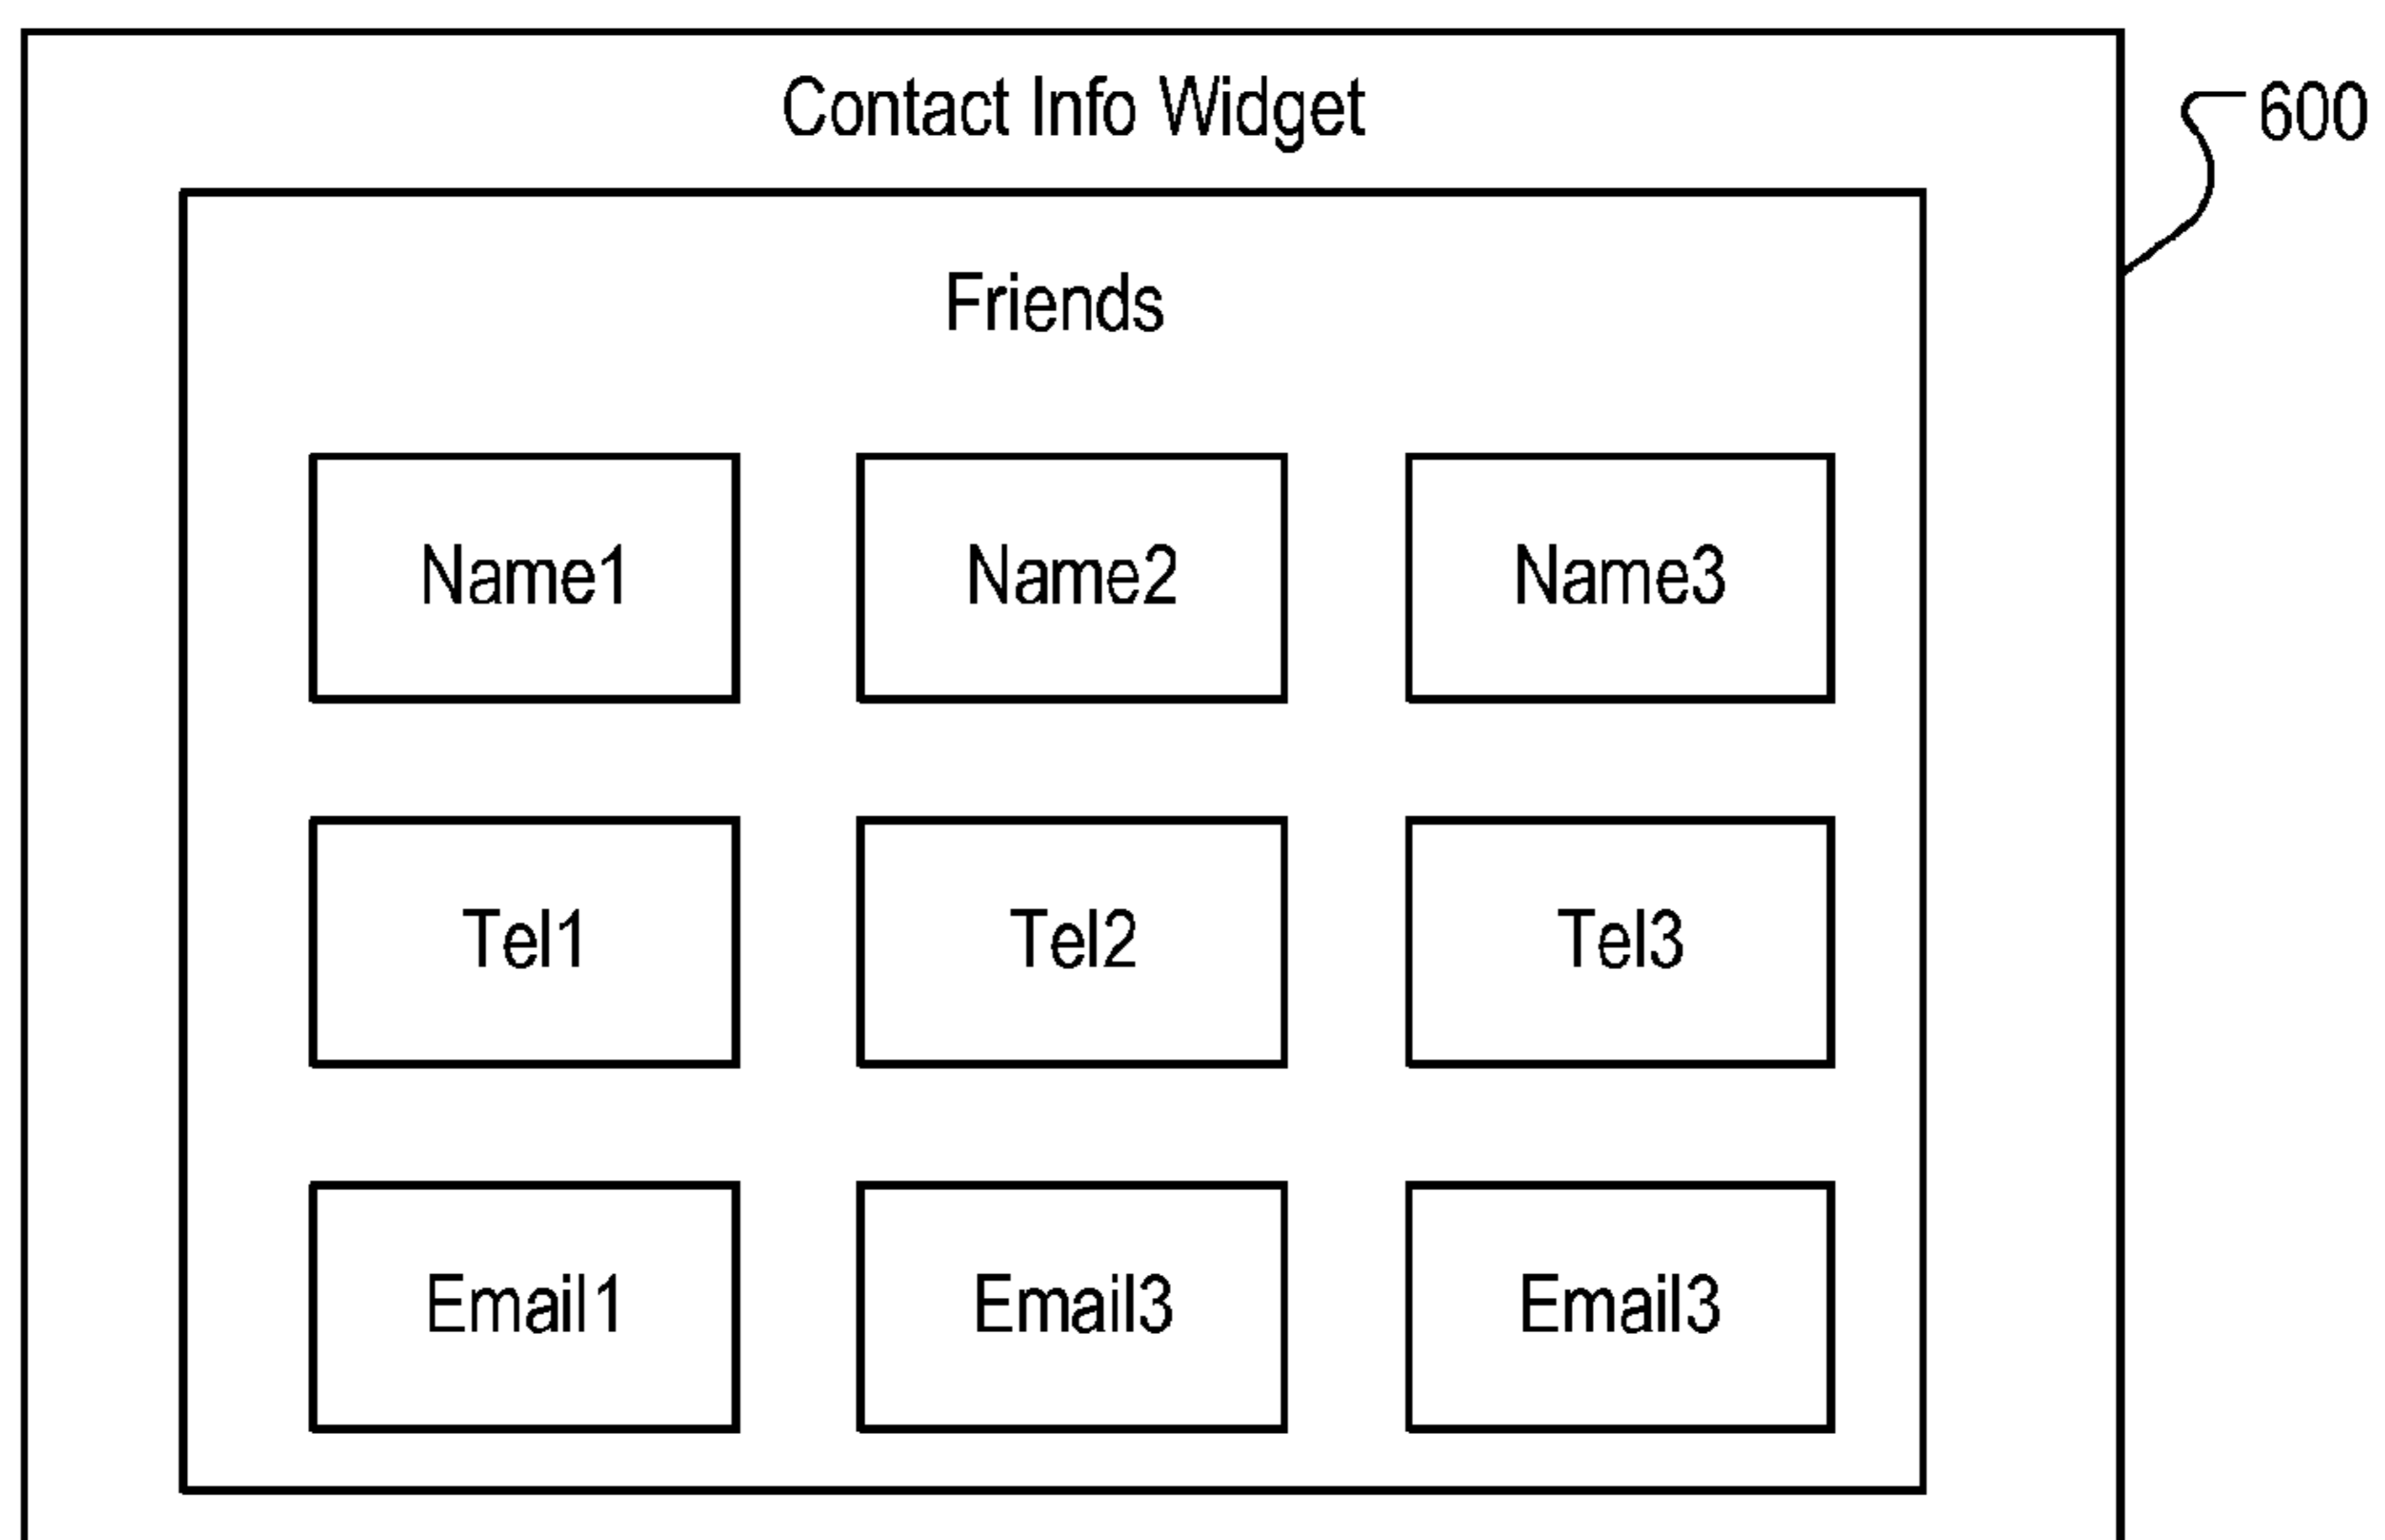 Contact Info Widget
600
Friends
Name1 Name2 Name3
Tel1 Tel2 Tel3
Email1 Email3 Email3